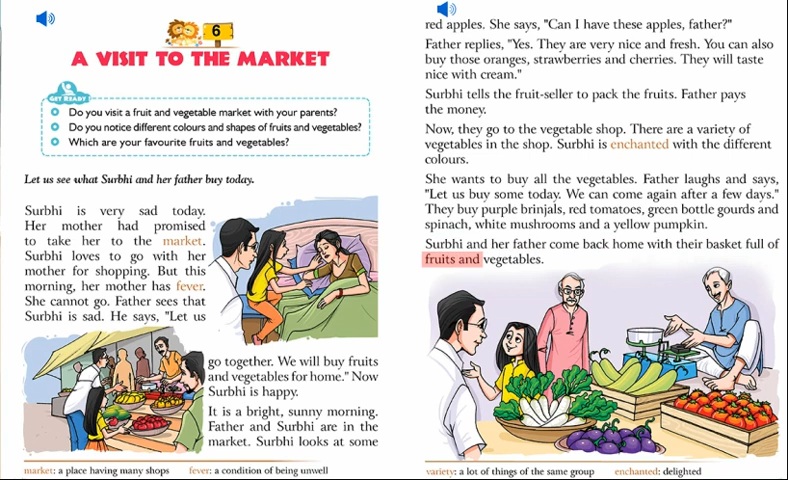 6
A VISIT TO THE MARKET
GET READY
Do you visit a fruit and vegetable market with your parents?
Do you notice different colours and shapes of fruits and vegetables?
Which are your favourite fruits and vegetables?
Let us see what Surbhi and her father buy today.
Surbhi is very sad today.
Her mother had promised
to take her to the market.
Surbhi loves to go with her
mother for shopping. But this
morning, her mother has fever.
She cannot go. Father sees that
Surbhi is sad. He says, "Let us
go together. We will buy fruits
and vegetables for home." Now
Surbhi is happy.
It is a bright, sunny morning.
Father and Surbhi are in the
market. Surbhi looks at some
market: a place having many shops fever: a condition of being unwell
red apples. She says, "Can I have these apples, father?"
Father replies, "Yes. They are very nice and fresh. You can also
buy those oranges, strawberries and cherries. They will taste
nice with cream."
Surbhi tells the fruit-seller to pack the fruits. Father pays
the money.
Now, they go to the vegetable shop. There are a variety of
vegetables in the shop. Surbhi is enchanted with the different
colours.
She wants to buy all the vegetables. Father laughs and says,
"Let us buy some today. We can come again after a few days."
They buy purple brinjals, red tomatoes, green bottle gourds and
spinach, white mushrooms and a yellow pumpkin.
Surbhi and her father come back home with their basket full of
fruits and vegetables.
variety: a lot of things of the same group enchanted: delighted